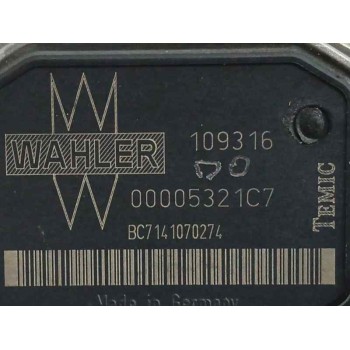 WAHLER
109316
00005321C7
TEMIC
BC7141070274
Made in Germany